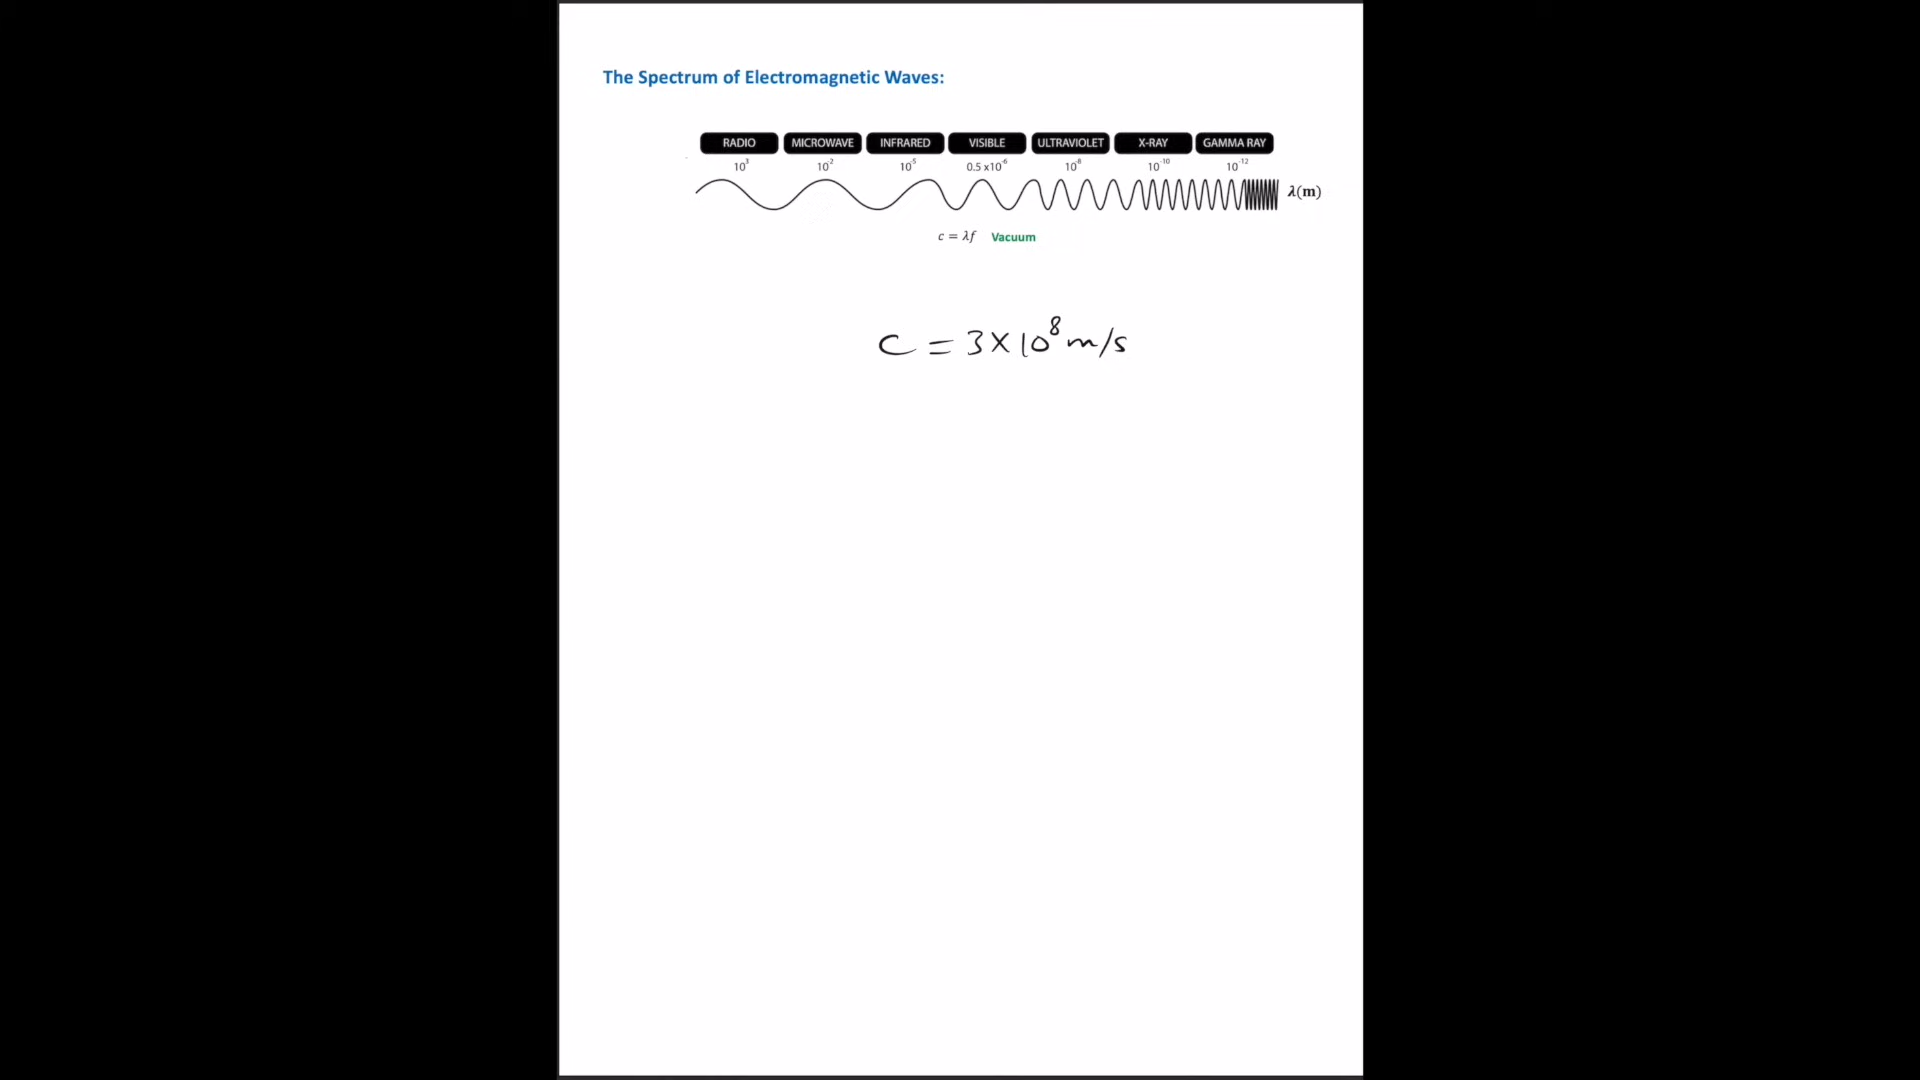 The Spectrum of Electromagnetic Waves:
RADIO MICROWAVE INFRARED VISIBLE ULTRAVIOLET X-RAY GAMMA RAY
10³ 10⁻² 10⁻⁵ 0.5 x10⁻⁶ 10⁻⁸ 10⁻¹⁰ 10⁻¹²
λ(m)
c = λf Vacuum
C = 3 X 10⁸ m/s